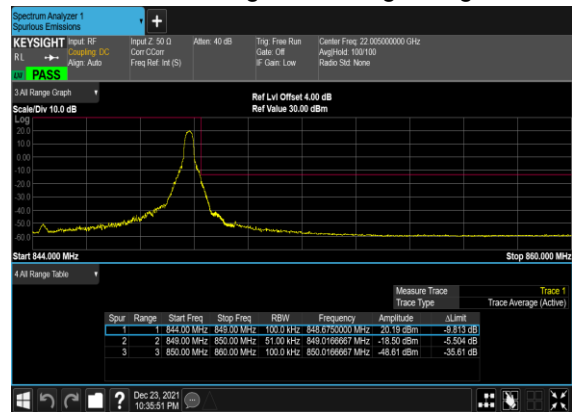 Spectrum Analyzer 1
Spurious Emissions
+
KEYSIGHT Input: RF Input Z: 50 Ω Atten: 40 dB Trig: Free Run Center Freq: 22.005000000 GHz
RL Coupling: DC Corr CCorr Gate: Off Avg|Hold: 100/100
Align: Auto Freq Ref: Int (S) IF Gain: Low Radio Std: None
LW PASS
3 All Range Graph
Ref Lvl Offset 4.00 dB
Scale/Div 10.0 dB Ref Value 30.00 dBm
Log
20.0
10.0
0.00
-10.0
-20.0
-30.0
-40.0
-50.0
-60.0
Start 844.000 MHz Stop 860.000 MHz
4 All Range Table
Measure Trace Trace 1
Trace Type Trace Average (Active)
Spur Range Start Freq Stop Freq RBW Frequency Amplitude ΔLimit
1 1 844.00 MHz 849.00 MHz 100.0 kHz 848.6750000 MHz 20.19 dBm -9.813 dB
2 2 849.00 MHz 850.00 MHz 51.00 kHz 849.0166667 MHz -18.50 dBm -5.504 dB
3 3 850.00 MHz 860.00 MHz 100.0 kHz 850.0166667 MHz -48.61 dBm -35.61 dB
? Dec 23, 2021
10:35:51 PM